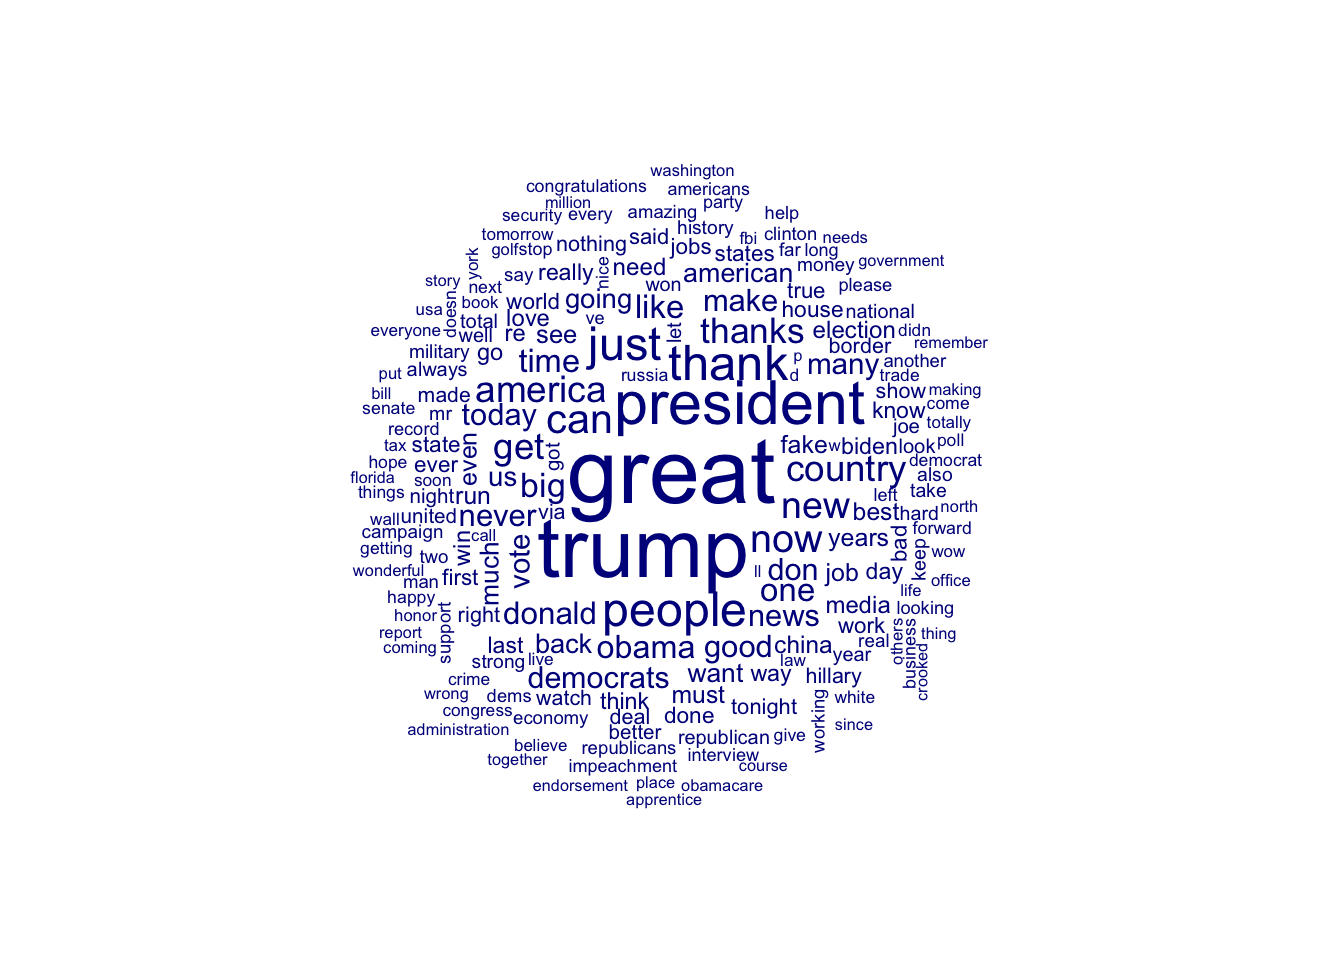 washington
congratulations americans
million party
security every amazing help
tomorrow history
golf stop nothing said jobs fbi clinton needs
york states far long
story say really nice need american money government
next won true please
usa doesn book world going like make house national
everyone total love ve let thanks election didn
well re see just border remember
military go time p many another
put always russia thank d trade
bill made america president show making
senate mr today can know come
record joe totally
tax state even get got fake w biden look poll
hope ever great country democrat
florida soon us also
things night run big left take
wall united never via new best hard north
campaign call forward
getting two win trump now years bad wow
wonderful man first much vote ll don job day keep office
happy one life
honor right donald people news media looking
report support work thing
coming last back obama good china real others
strong live law year business
crime democrats want way hillary crooked
wrong dems watch think must white
congress tonight working
administration economy deal done since
better republican give
believe republicans interview
together impeachment course
endorsement place obamacare
apprentice